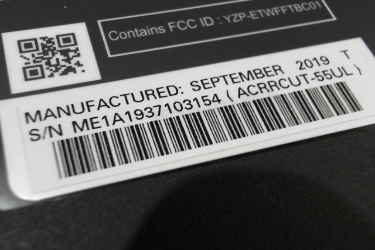 Contains FCC ID : YZP-ETWFFTBC01
MANUFACTURED: SEPTEMBER 2019 T
S/N ME1A1937103154 ( ACRRCUT-55UL )